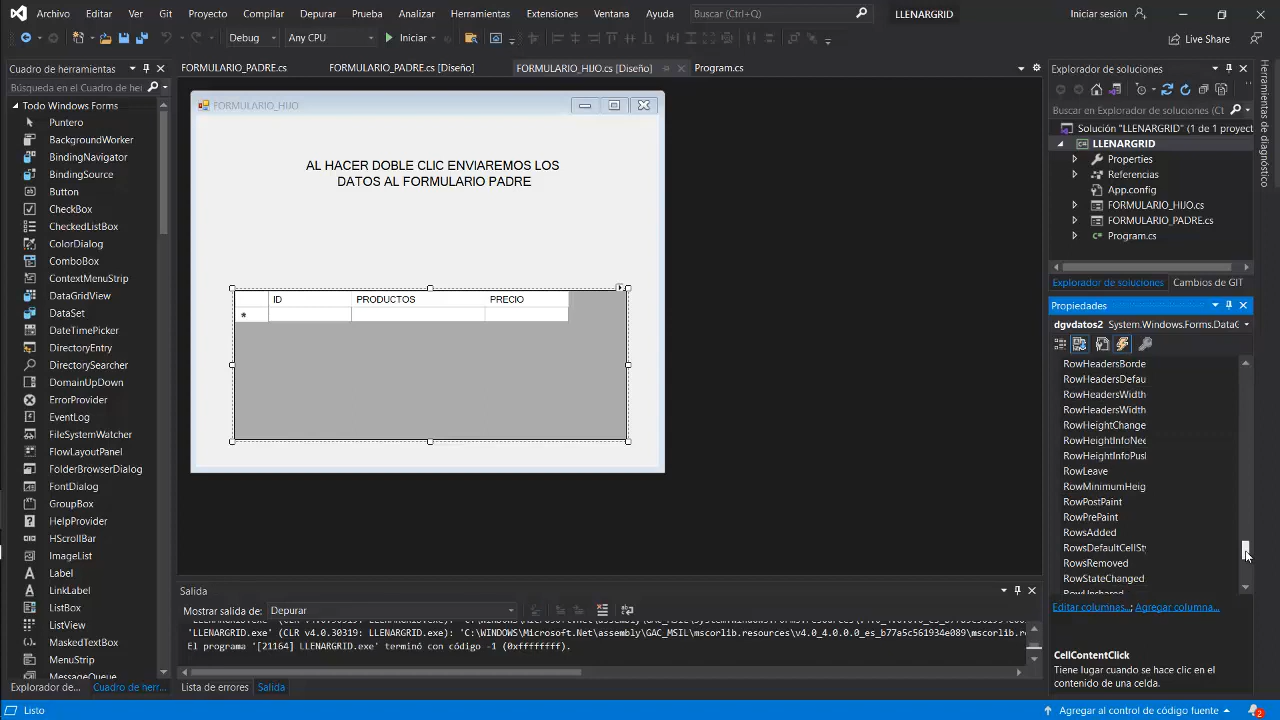 Archivo Editar Ver Git Proyecto Compilar Depurar Prueba Analizar Herramientas Extensiones Ventana Ayuda Buscar (Ctrl+Q) LLENARGRID Iniciar sesión
Debug Any CPU Iniciar Live Share
Cuadro de herramientas
Búsqueda en el Cuadro de her
Todo Windows Forms
Puntero
BackgroundWorker
BindingNavigator
BindingSource
Button
CheckBox
CheckedListBox
ColorDialog
ComboBox
ContextMenuStrip
DataGridView
DataSet
DateTimePicker
DirectoryEntry
DirectorySearcher
DomainUpDown
ErrorProvider
EventLog
FileSystemWatcher
FlowLayoutPanel
FolderBrowserDialog
FontDialog
GroupBox
HelpProvider
HScrollBar
ImageList
Label
LinkLabel
ListBox
ListView
MaskedTextBox
MenuStrip
MessageQueue
Explorador de... Cuadro de herr...
FORMULARIO_PADRE.cs FORMULARIO_PADRE.cs [Diseño] FORMULARIO_HIJO.cs [Diseño] Program.cs
FORMULARIO_HIJO
AL HACER DOBLE CLIC ENVIAREMOS LOS
DATOS AL FORMULARIO PADRE
ID PRODUCTOS PRECIO
*
Salida
Mostrar salida de: Depurar
'LLENARGRID.exe' (CLR v4.0.30319: LLENARGRID.exe): 'C:\WINDOWS\Microsoft.Net\assembly\GAC_MSIL\mscorlib.resources\v4.0_4.0.0.0_es_b77a5c561934e089\mscorlib.re
El programa '[21164] LLENARGRID.exe' terminó con código -1 (0xffffffff).
Lista de errores Salida
Explorador de soluciones
Buscar en Explorador de soluciones
Solución "LLENARGRID" (1 de 1 proyect
LLENARGRID
Properties
Referencias
App.config
FORMULARIO_HIJO.cs
FORMULARIO_PADRE.cs
Program.cs
Explorador de soluciones Cambios de GIT
Propiedades
dgvdatos2 System.Windows.Forms.DataG
RowHeadersBorde
RowHeadersDefau
RowHeadersWidth
RowHeadersWidth
RowHeightChange
RowHeightInfoNee
RowHeightInfoPus
RowLeave
RowMinimumHeig
RowPostPaint
RowPrePaint
RowsAdded
RowsDefaultCellSty
RowsRemoved
RowStateChanged
RowUnshared
Editar columnas...; Agregar columna...
CellContentClick
Tiene lugar cuando se hace clic en el
contenido de una celda.
Herramientas de diagnóstico
Listo Agregar al control de código fuente 2